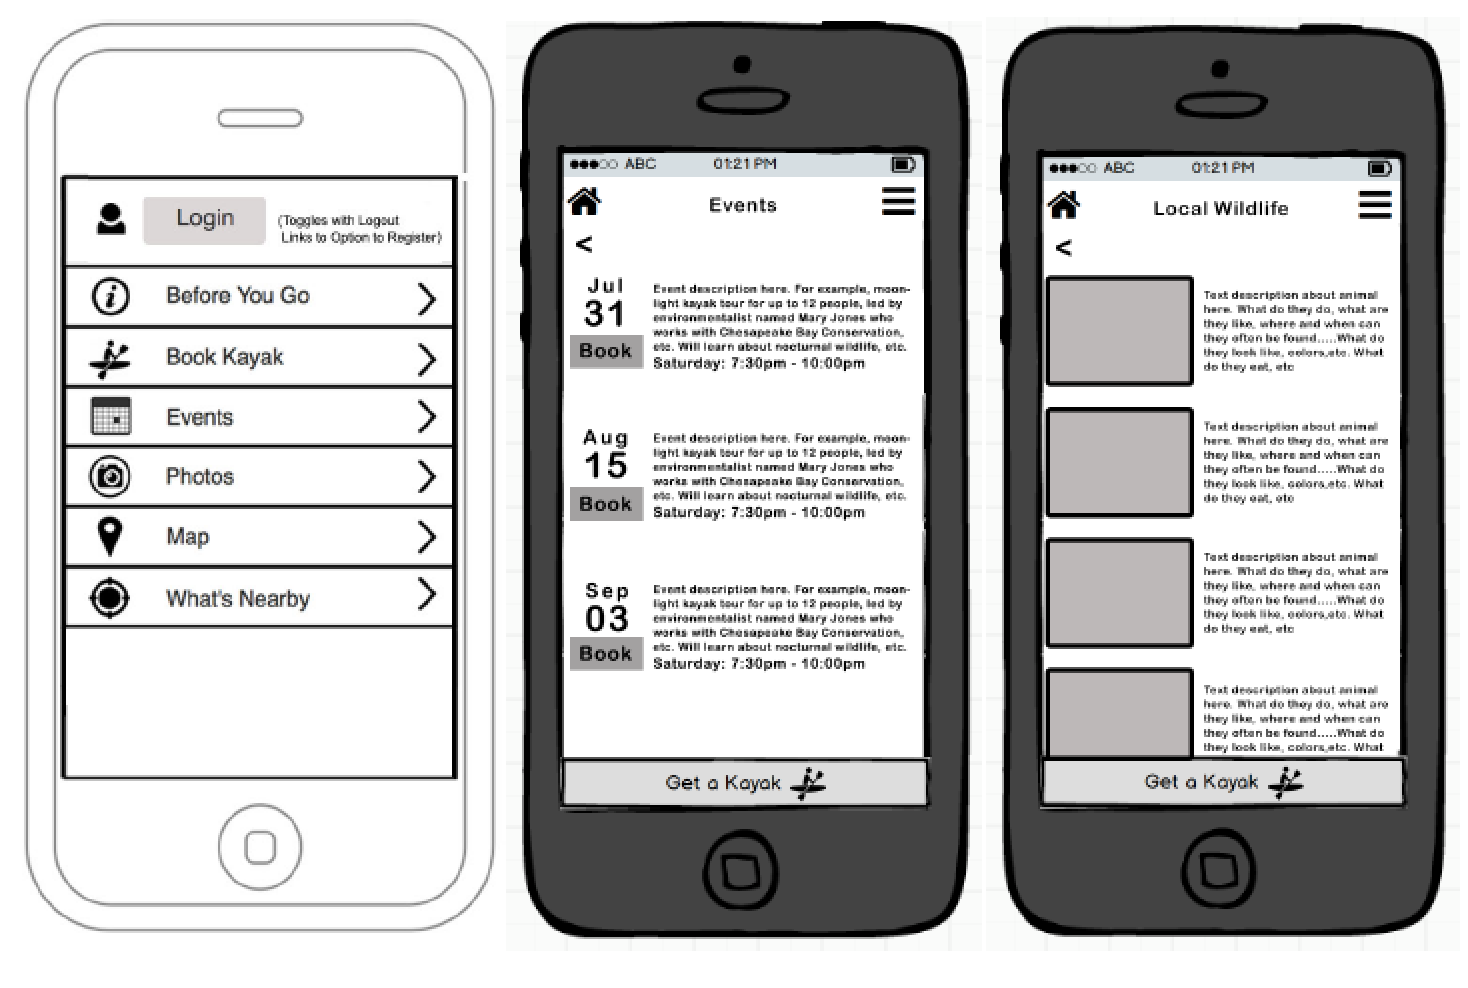 Login
(Toggles with Logout
Links to Option to Register)
Before You Go
Book Kayak
Events
Photos
Map
What's Nearby
ABC 01:21 PM
Events
<
Jul
31
Book
Event description here. For example, moon-
light kayak tour for up to 12 people, led by
environmentalist named Mary Jones who
works with Chesapeake Bay Conservation,
etc. Will learn about nocturnal wildlife, etc.
Saturday: 7:30pm - 10:00pm
Aug
15
Book
Event description here. For example, moon-
light kayak tour for up to 12 people, led by
environmentalist named Mary Jones who
works with Chesapeake Bay Conservation,
etc. Will learn about nocturnal wildlife, etc.
Saturday: 7:30pm - 10:00pm
Sep
03
Book
Event description here. For example, moon-
light kayak tour for up to 12 people, led by
environmentalist named Mary Jones who
works with Chesapeake Bay Conservation,
etc. Will learn about nocturnal wildlife, etc.
Saturday: 7:30pm - 10:00pm
Get a Kayak
ABC 01:21 PM
Local Wildlife
<
Text description about animal
here. What do they do, what are
they like, where and when can
they often be found.....What do
they look like, colors,etc. What
do they eat, etc
Text description about animal
here. What do they do, what are
they like, where and when can
they often be found.....What do
they look like, colors,etc. What
do they eat, etc
Text description about animal
here. What do they do, what are
they like, where and when can
they often be found.....What do
they look like, colors,etc. What
do they eat, etc
Text description about animal
here. What do they do, what are
they like, where and when can
they often be found.....What do
they look like, colors,etc. What
Get a Kayak